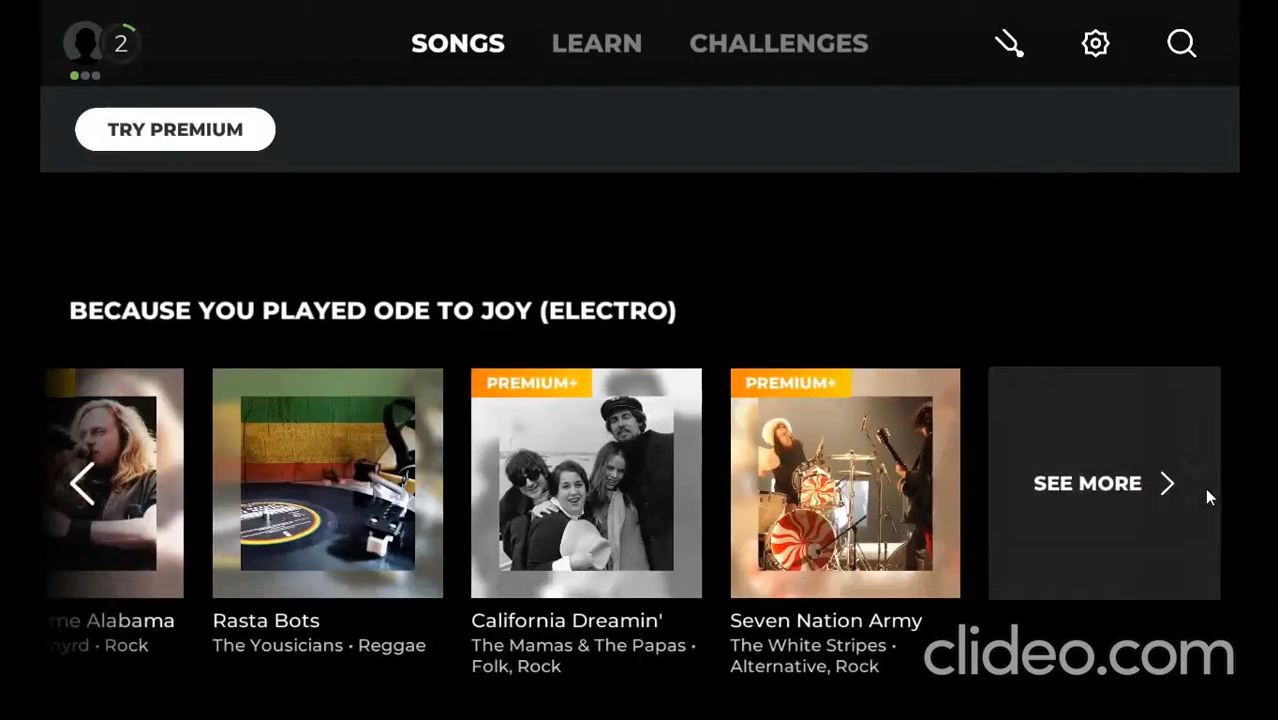 2
SONGS LEARN CHALLENGES
TRY PREMIUM
BECAUSE YOU PLAYED ODE TO JOY (ELECTRO)
PREMIUM+ PREMIUM+
SEE MORE
me Alabama
nyrd • Rock
Rasta Bots
The Yousicians • Reggae
California Dreamin'
The Mamas & The Papas •
Folk, Rock
Seven Nation Army
The White Stripes •
Alternative, Rock
clideo.com